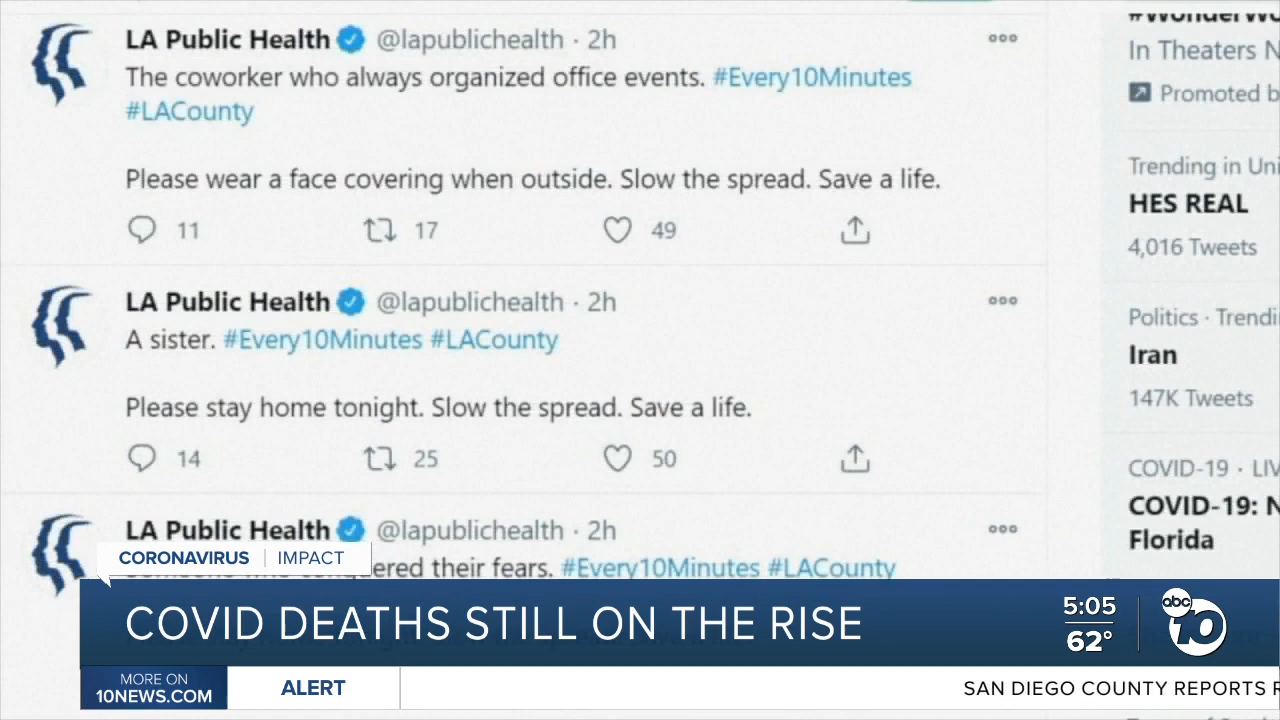 LA Public Health @lapublichealth · 2h
The coworker who always organized office events. #Every10Minutes
#LACounty
Please wear a face covering when outside. Slow the spread. Save a life.
11 17 49
LA Public Health @lapublichealth · 2h
A sister. #Every10Minutes #LACounty
Please stay home tonight. Slow the spread. Save a life.
14 25 50
LA Public Health @lapublichealth · 2h
Someone who conquered their fears. #Every10Minutes #LACounty
In Theaters N
Promoted b
Trending in Uni
HES REAL
4,016 Tweets
Politics · Trendi
Iran
147K Tweets
COVID-19 · LIV
COVID-19: N
Florida
CORONAVIRUS | IMPACT
COVID DEATHS STILL ON THE RISE
5:05
62°
abc 10
MORE ON
10NEWS.COM
ALERT
SAN DIEGO COUNTY REPORTS